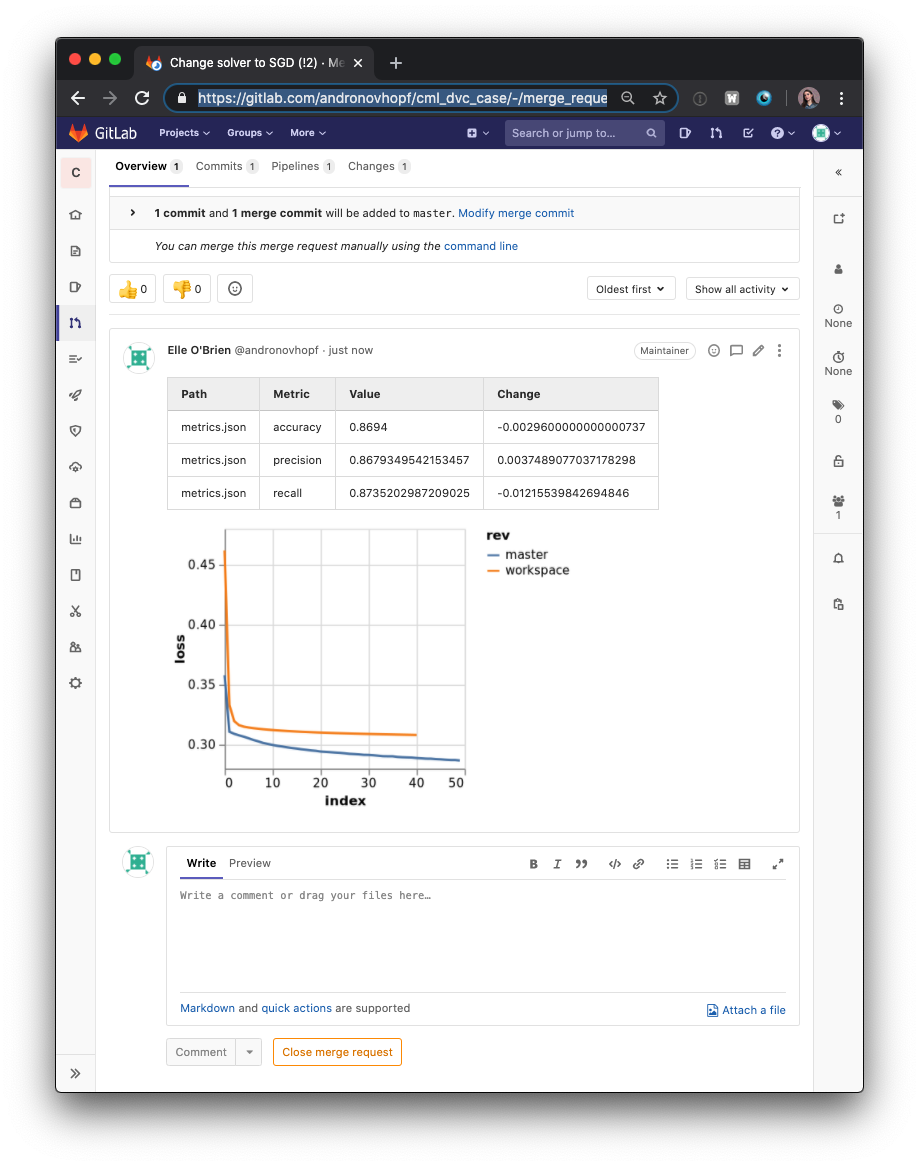 Change solver to SGD (!2) · Me
https://gitlab.com/andronovhopf/cml_dvc_case/-/merge_reque
GitLab Projects Groups More Search or jump to...
C
Overview 1 Commits 1 Pipelines 1 Changes 1
1 commit and 1 merge commit will be added to master. Modify merge commit
You can merge this merge request manually using the command line
0 0 Oldest first Show all activity
None
None
0
1
Elle O'Brien @andronovhopf · just now Maintainer
Path Metric Value Change
metrics.json accuracy 0.8694 -0.0029600000000000737
metrics.json precision 0.8679349542153457 0.0037489077037178298
metrics.json recall 0.8735202987209025 -0.01215539842694846
rev
master
workspace
0.45
0.40
0.35
0.30
loss
0 10 20 30 40 50
index
Write Preview
Write a comment or drag your files here…
Markdown and quick actions are supported Attach a file
Comment Close merge request